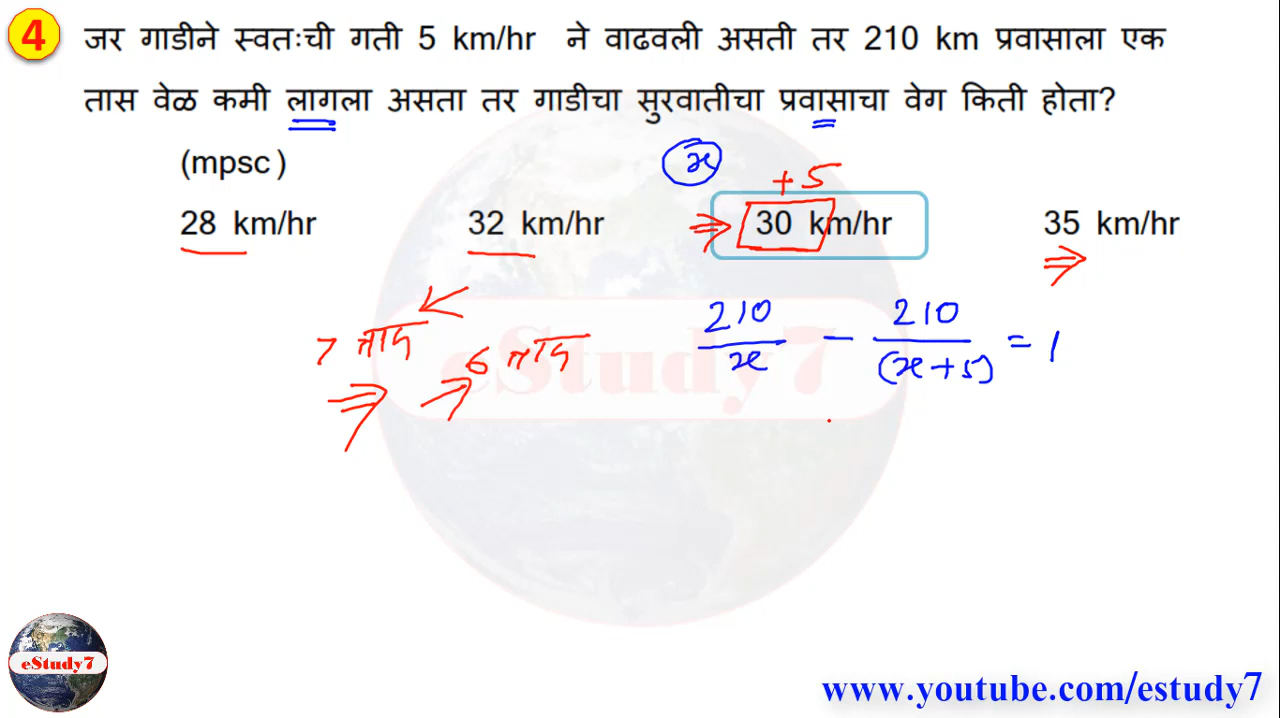 4 जर गाडीने स्वतःची गती 5 km/hr ने वाढवली असती तर 210 km प्रवासाला एक
तास वेळ कमी लागला असता तर गाडीचा सुरवातीचा प्रवासाचा वेग किती होता?
(mpsc)
x
+5
28 km/hr 32 km/hr ⇒ 30 km/hr 35 km/hr
⇒
7 तास 6 तास
210/x - 210/(x+5) = 1
⇒ ⇒
eStudy7
eStudy7
www.youtube.com/estudy7